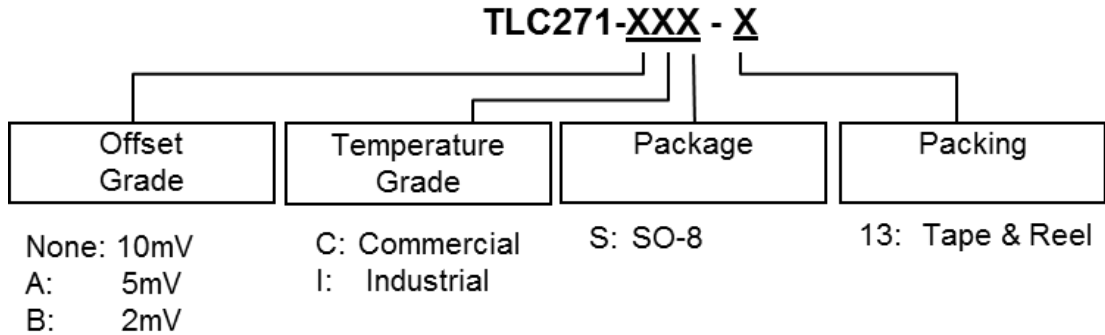 TLC271-XXX - X
Offset
Grade
Temperature
Grade
Package
Packing
None: 10mV
A: 5mV
B: 2mV
C: Commercial
I: Industrial
S: SO-8
13: Tape & Reel